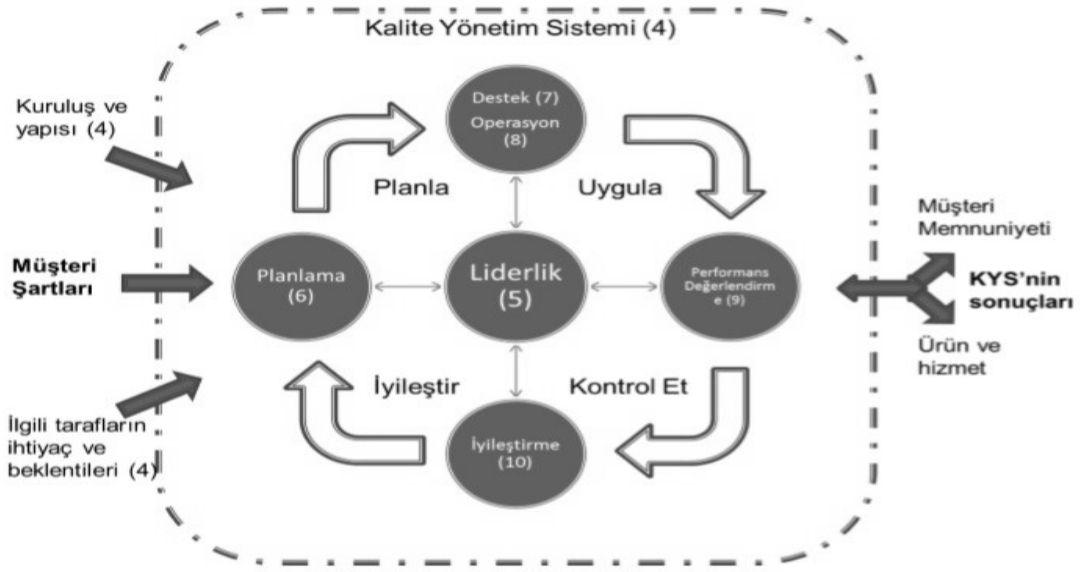 Kalite Yönetim Sistemi (4)
Kuruluş ve
yapısı (4)
Destek (7)
Operasyon
(8)
Planla
Uygula
Müşteri
Memnuniyeti
Müşteri
Şartları
Planlama
(6)
Liderlik
(5)
Performans
Değerlendirm
e (9)
KYS'nin
sonuçları
İyileştir
Kontrol Et
Ürün ve
hizmet
İlgili tarafların
ihtiyaç ve
beklentileri (4)
İyileştirme
(10)